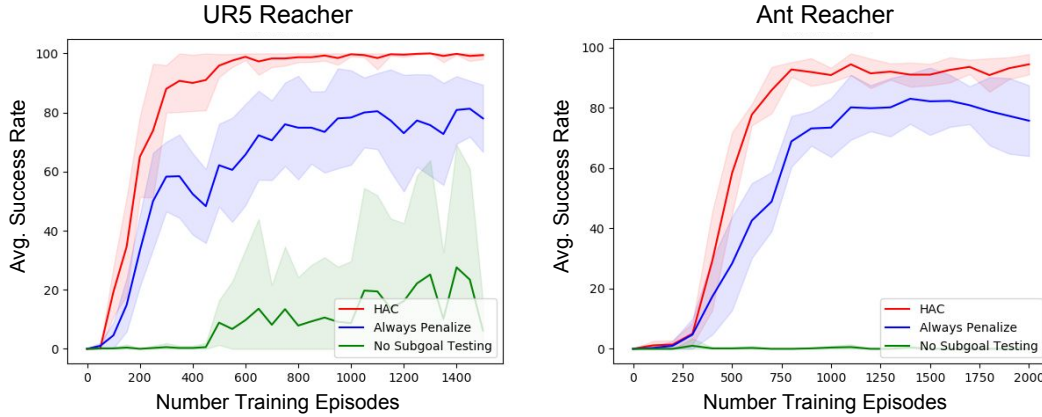 UR5 Reacher
Avg. Success Rate
100
80
60
40
20
0
HAC
Always Penalize
No Subgoal Testing
0 200 400 600 800 1000 1200 1400
Number Training Episodes
Ant Reacher
Avg. Success Rate
100
80
60
40
20
0
HAC
Always Penalize
No Subgoal Testing
0 250 500 750 1000 1250 1500 1750 2000
Number Training Episodes